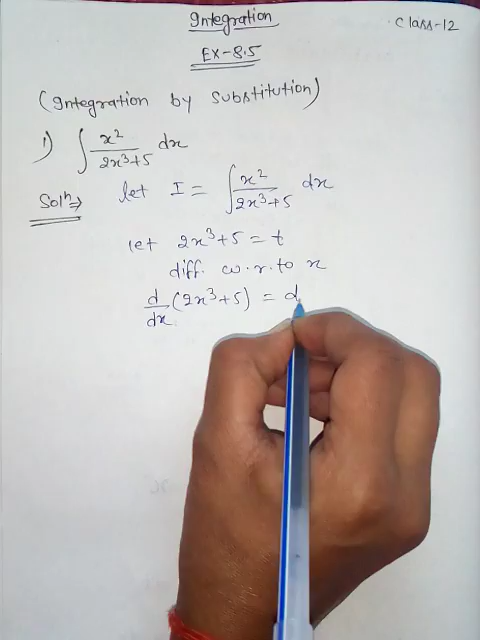 Integration
Class-12
EX-8.5
(Integration by Substitution)
1) ∫ x²/(2x³+5) dx
Solⁿ⇒ let I = ∫ x²/(2x³+5) dx
let 2x³+5 = t
diff. w.r.to x
d/dx (2x³+5) = d